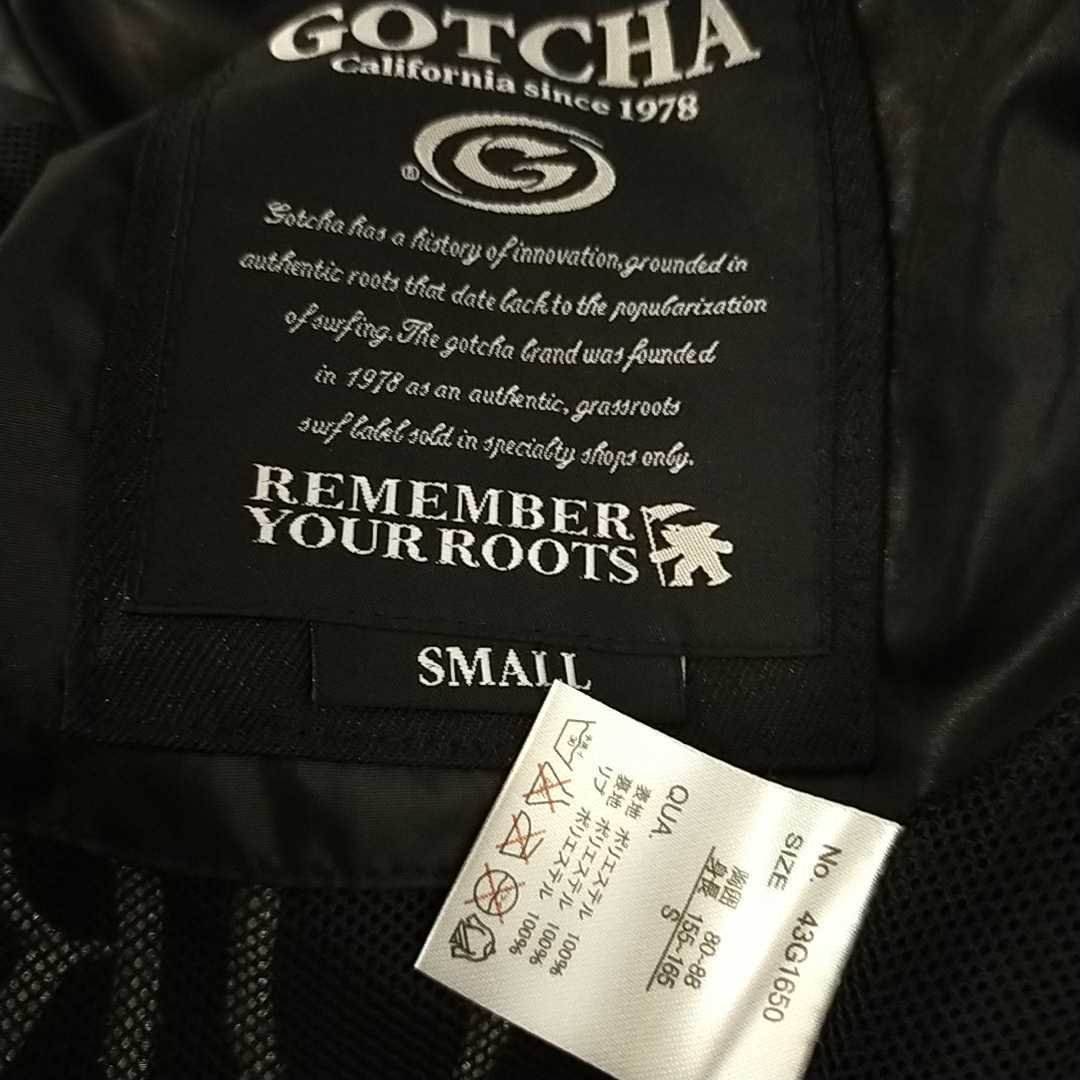 GOTCHA
California since 1978
G
®
Gotcha has a history of innovation, grounded in
authentic roots that date back to the popularization
of surfing. The gotcha brand was founded
in 1978 as an authentic, grassroots
surf label sold in specialty shops only.
REMEMBER
YOUR ROOTS
SMALL
No. 43G1650
SIZE
胸囲 80-88
身長 155-165
S
QUA.
表地 ポリエステル 100%
裏地 ポリエステル 100%
リブ ポリエステル 100%
30